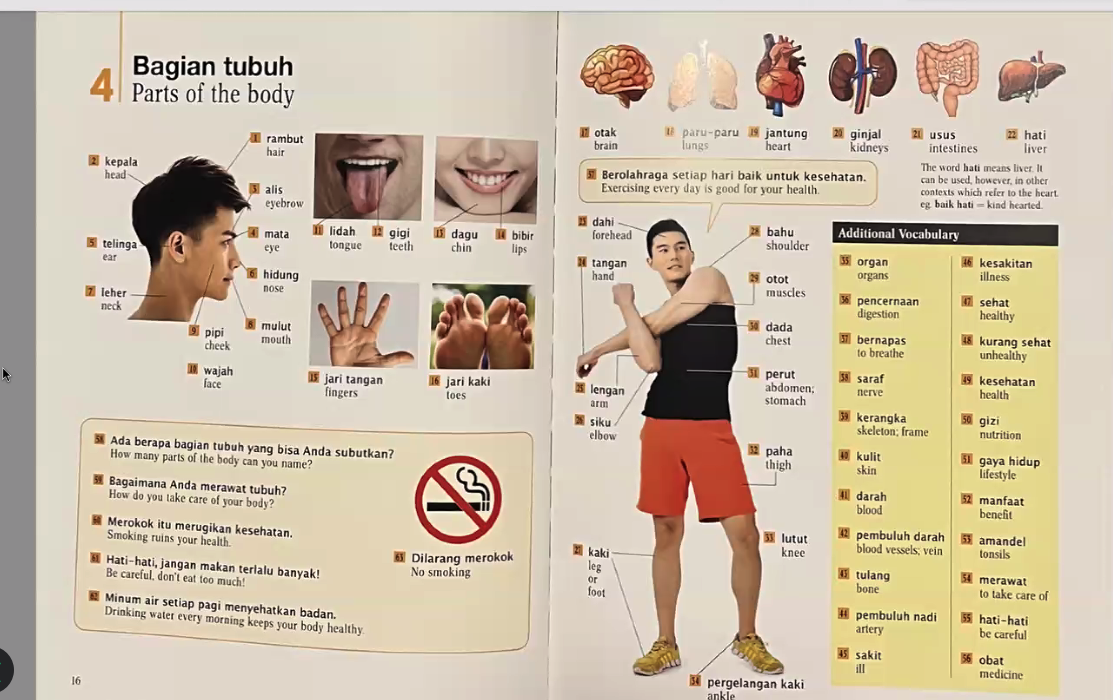 4
Bagian tubuh
Parts of the body
1 rambut
hair
2 kepala
head
3 alis
eyebrow
4 mata
eye
5 telinga
ear
6 hidung
nose
7 leher
neck
8 mulut
mouth
9 pipi
cheek
10 wajah
face
11 lidah
tongue
12 gigi
teeth
13 dagu
chin
14 bibir
lips
15 jari tangan
fingers
16 jari kaki
toes
58 Ada berapa bagian tubuh yang bisa Anda subutkan?
How many parts of the body can you name?
59 Bagaimana Anda merawat tubuh?
How do you take care of your body?
60 Merokok itu merugikan kesehatan.
Smoking ruins your health.
61 Hati-hati, jangan makan terlalu banyak!
Be careful, don't eat too much!
62 Minum air setiap pagi menyehatkan badan.
Drinking water every morning keeps your body healthy.
63 Dilarang merokok
No smoking
16
17 otak
brain
18 paru-paru
lungs
19 jantung
heart
20 ginjal
kidneys
21 usus
intestines
22 hati
liver
57 Berolahraga setiap hari baik untuk kesehatan.
Exercising every day is good for your health.
The word hati means liver. It
can be used, however, in other
contexts which refer to the heart.
eg. baik hati = kind hearted.
23 dahi
forehead
24 tangan
hand
25 lengan
arm
26 siku
elbow
27 kaki
leg
or
foot
28 bahu
shoulder
29 otot
muscles
30 dada
chest
31 perut
abdomen;
stomach
32 paha
thigh
33 lutut
knee
34 pergelangan kaki
ankle
Additional Vocabulary
35 organ
organs
36 pencernaan
digestion
37 bernapas
to breathe
38 saraf
nerve
39 kerangka
skeleton; frame
40 kulit
skin
41 darah
blood
42 pembuluh darah
blood vessels; vein
43 tulang
bone
44 pembuluh nadi
artery
45 sakit
ill
46 kesakitan
illness
47 sehat
healthy
48 kurang sehat
unhealthy
49 kesehatan
health
50 gizi
nutrition
51 gaya hidup
lifestyle
52 manfaat
benefit
53 amandel
tonsils
54 merawat
to take care of
55 hati-hati
be careful
56 obat
medicine